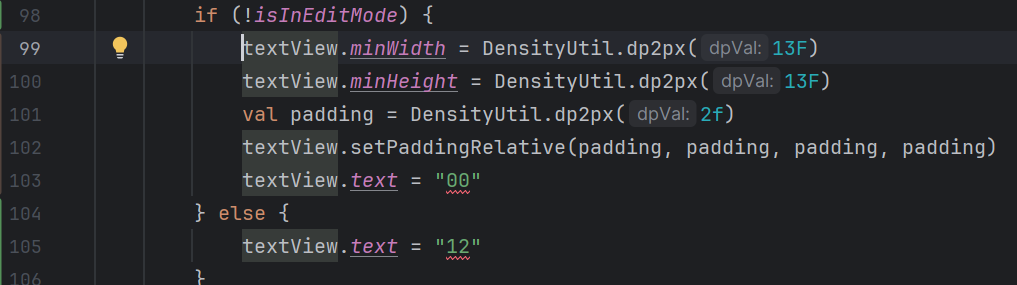 98 if (!isInEditMode) {
99 textView.minWidth = DensityUtil.dp2px( dpVal: 13F)
100 textView.minHeight = DensityUtil.dp2px( dpVal: 13F)
101 val padding = DensityUtil.dp2px( dpVal: 2f)
102 textView.setPaddingRelative(padding, padding, padding, padding)
103 textView.text = "00"
104 } else {
105 textView.text = "12"
106 }